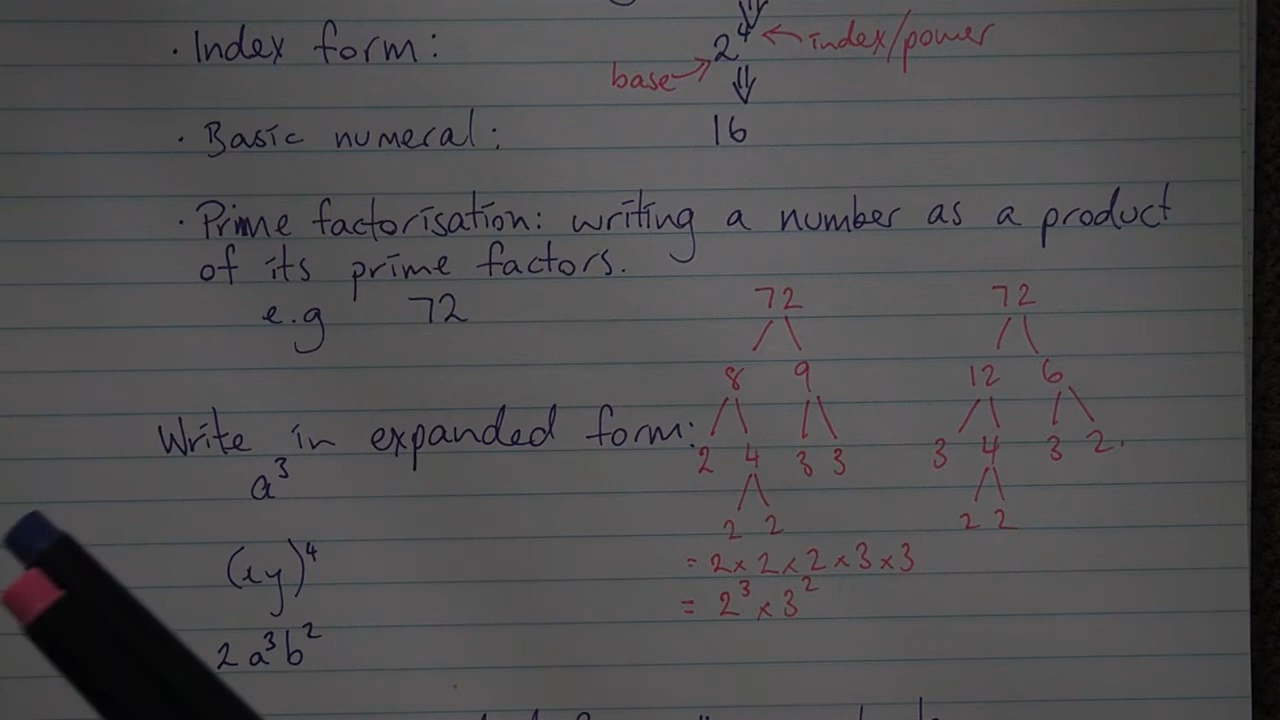 · Index form: 2⁴ ← index/power
base →
· Basic numeral: 16
· Prime factorisation: writing a number as a product
of its prime factors.
e.g 72
72 72
8 9 12 6
Write in expanded form:
2 4 3 3 3 4 3 2
a³
2 2 2 2
(xy)⁴ = 2 × 2 × 2 × 3 × 3
= 2³ × 3²
2a³b²